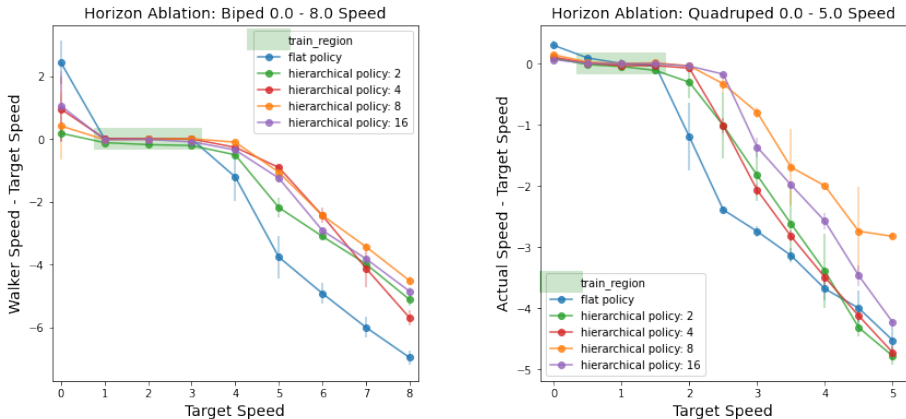 Horizon Ablation: Biped 0.0 - 8.0 Speed
train_region
flat policy
hierarchical policy: 2
hierarchical policy: 4
hierarchical policy: 8
hierarchical policy: 16
Walker Speed - Target Speed
2
0
-2
-4
-6
0 1 2 3 4 5 6 7 8
Target Speed
Horizon Ablation: Quadruped 0.0 - 5.0 Speed
Actual Speed - Target Speed
0
-1
-2
-3
-4
-5
train_region
flat policy
hierarchical policy: 2
hierarchical policy: 4
hierarchical policy: 8
hierarchical policy: 16
0 1 2 3 4 5
Target Speed